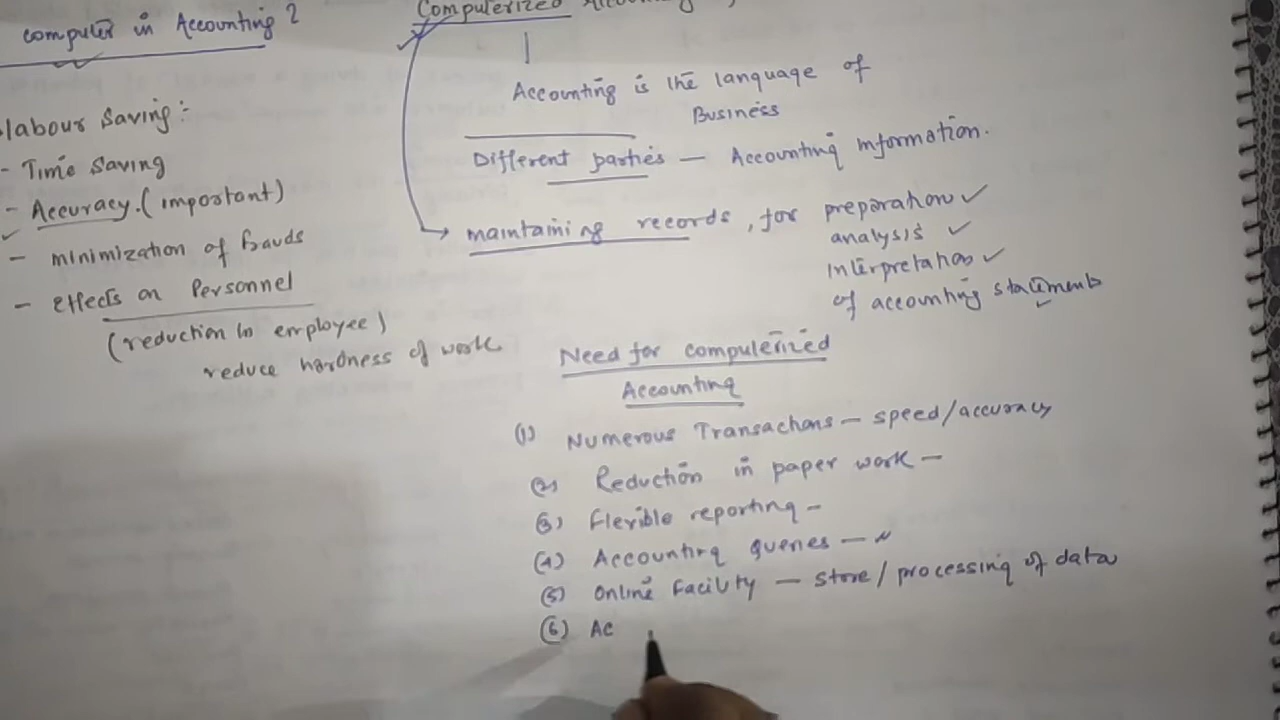 computer in Accounting?
labour saving :-
- Time saving
- Accuracy. (important)
- minimization of frauds
- effects on Personnel
(reduction in employee)
reduce hardness of work
Computerized
Accounting is the language of
Business
Different parties — Accounting information.
maintaining records, for preparation ✓
analysis ✓
Interpretation ✓
of accounting statements
Need for computerized
Accounting
(1) Numerous Transactions — speed/accuracy
(2) Reduction in paper work —
(3) Flexible reporting -
(4) Accounting queries —
(5) Online Facility — store/processing of data
(6) Ac